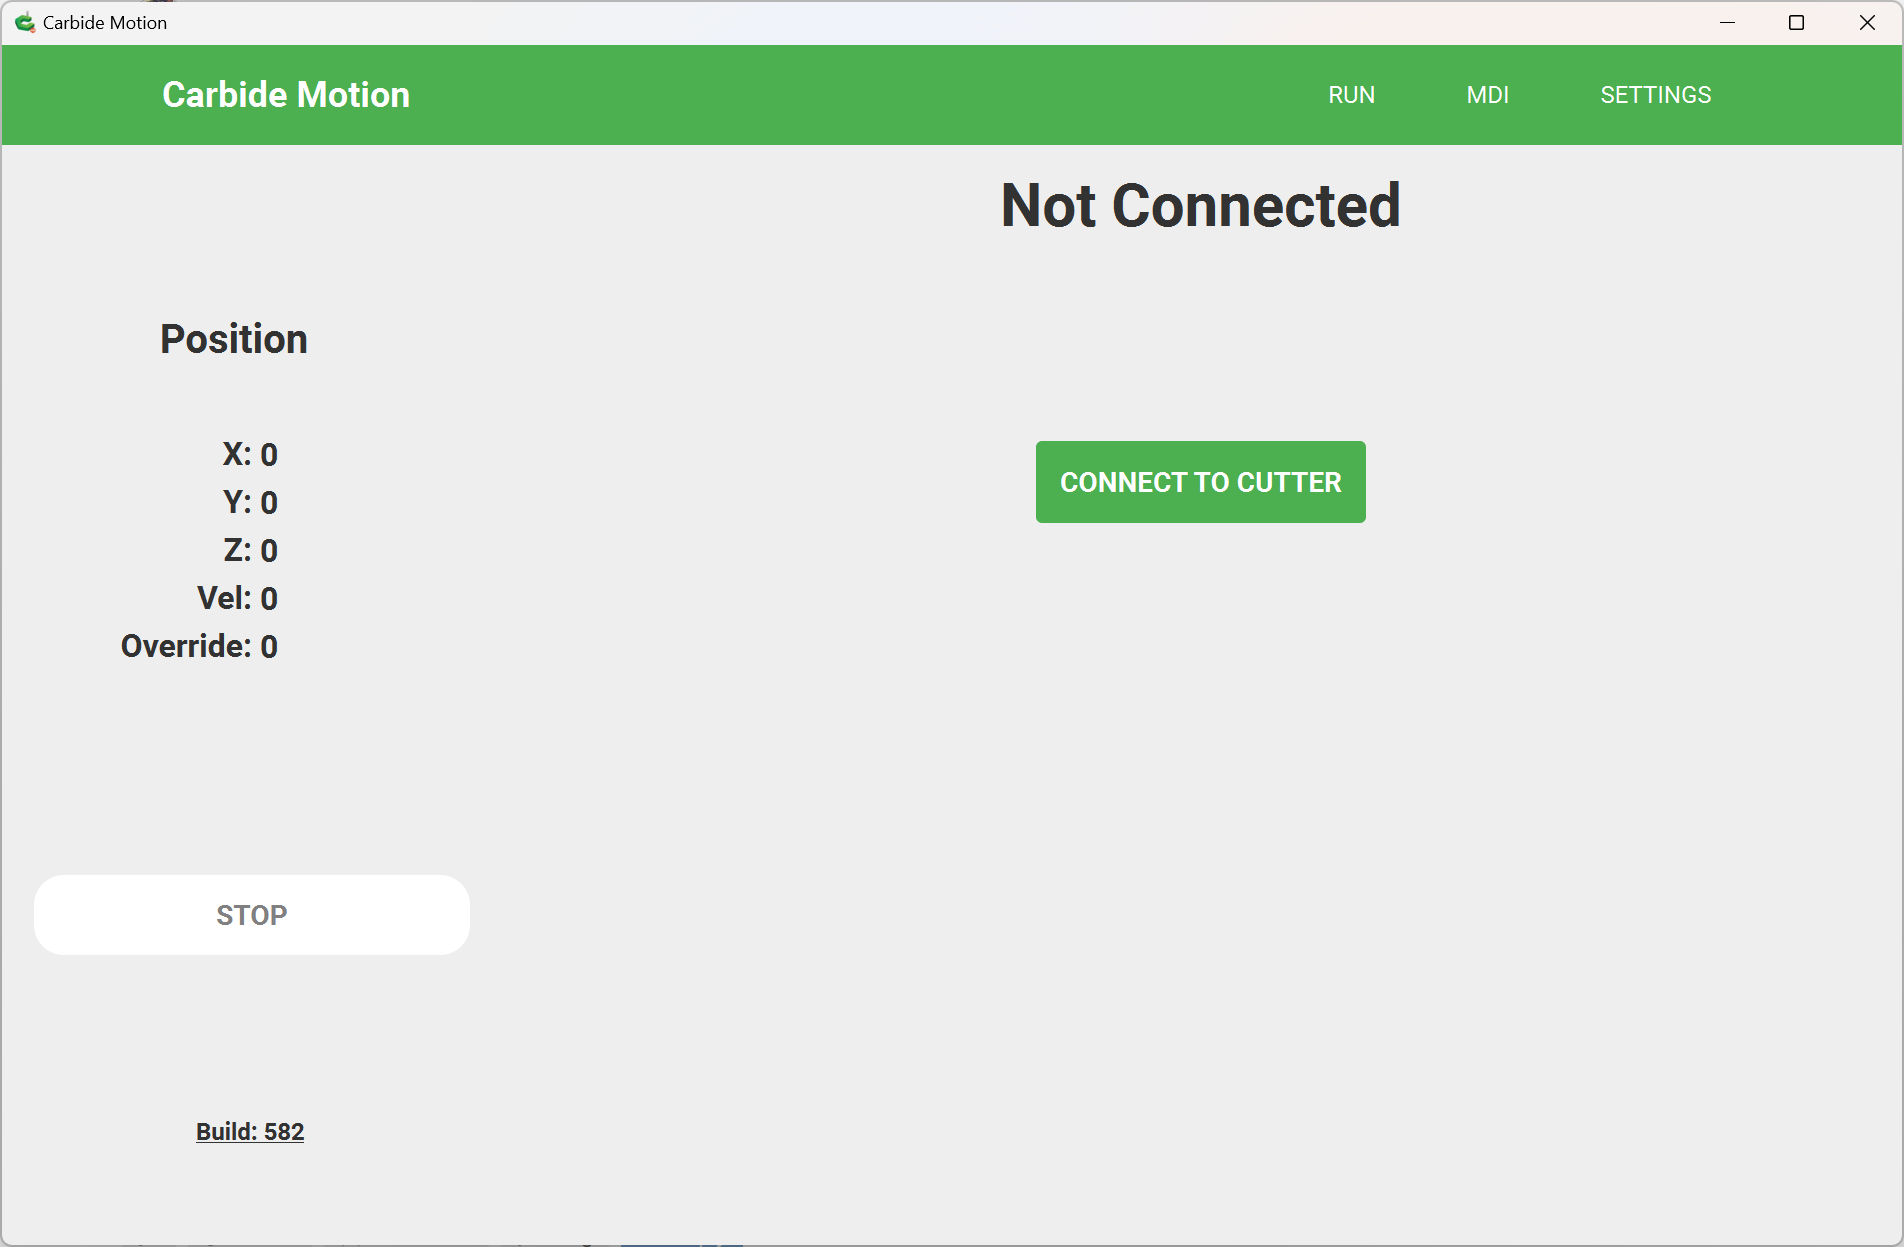 Carbide Motion
Carbide Motion
RUN
MDI
SETTINGS
Not Connected
Position
X: 0
Y: 0
Z: 0
Vel: 0
Override: 0
CONNECT TO CUTTER
STOP
Build: 582